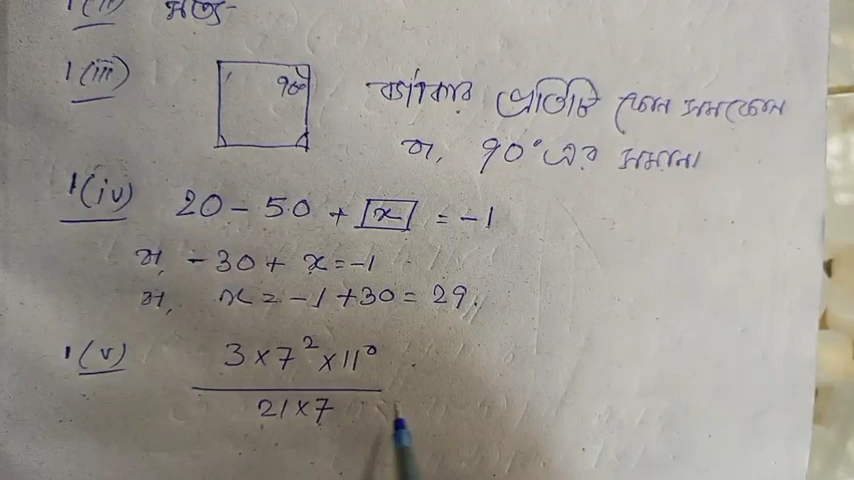 1(ii) সত্য
1(iii) ৯০° বর্গাকার প্রতিটি কোন সমকোন
বা, 90° এর সমান।
1(iv) 20 - 50 + x = -1
বা, -30 + x = -1
বা, x = -1 + 30 = 29.
1(v) 3 × 7² × 11⁰
21 × 7